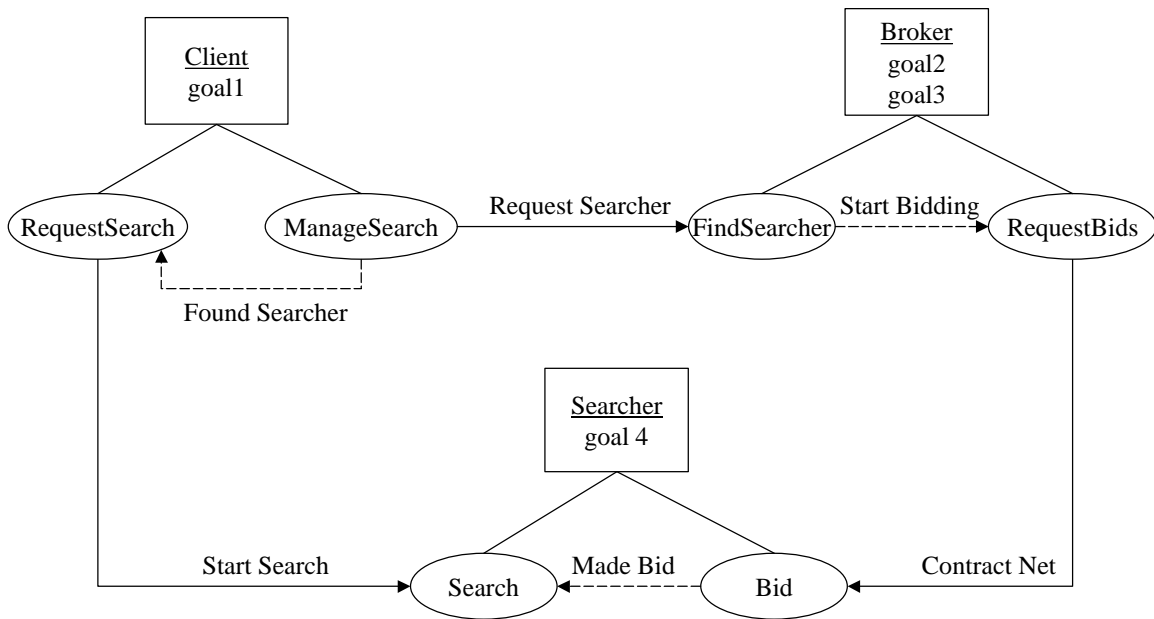 Client
goal1
Broker
goal2
goal3
RequestSearch
ManageSearch
Request Searcher
FindSearcher
Start Bidding
RequestBids
Found Searcher
Searcher
goal 4
Start Search
Search
Made Bid
Bid
Contract Net